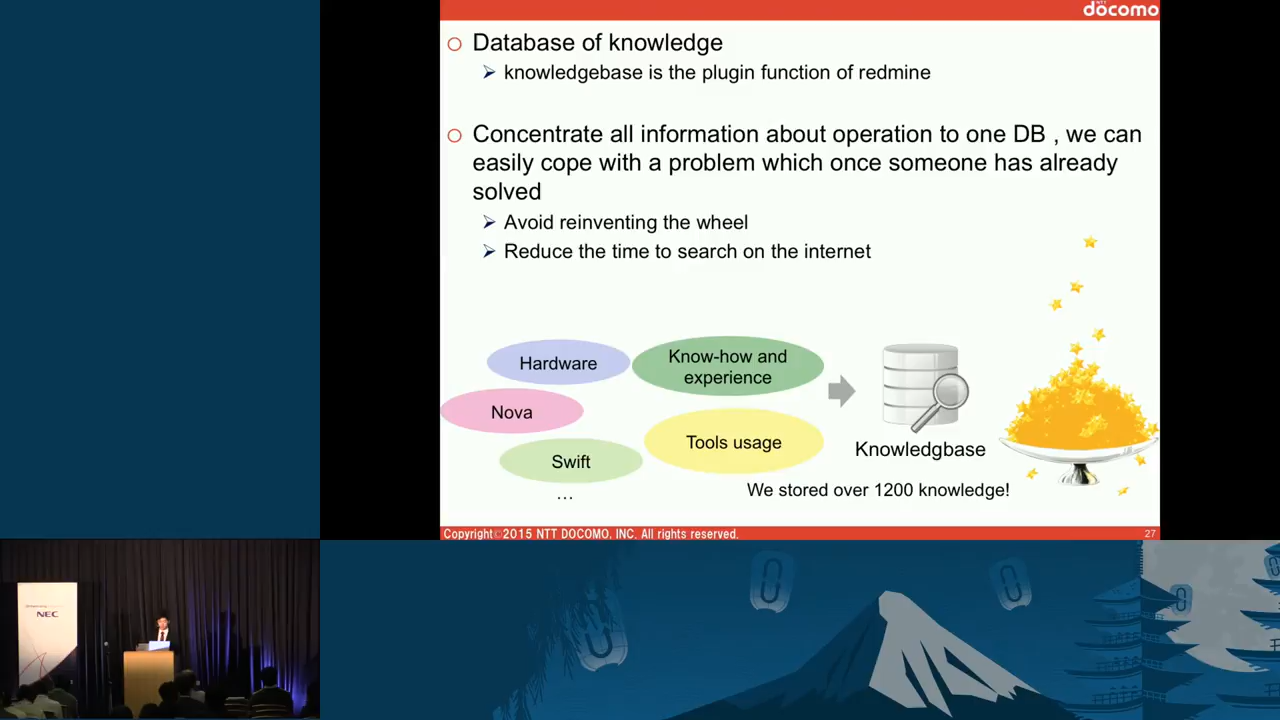 NTT
döcomo
Database of knowledge
knowledgebase is the plugin function of redmine
Concentrate all information about operation to one DB , we can
easily cope with a problem which once someone has already
solved
Avoid reinventing the wheel
Reduce the time to search on the internet
Hardware
Know-how and
experience
Nova
Tools usage
Swift
…
Knowledgbase
We stored over 1200 knowledge!
Copyright©2015 NTT DOCOMO, INC. All rights reserved.
27
NEC